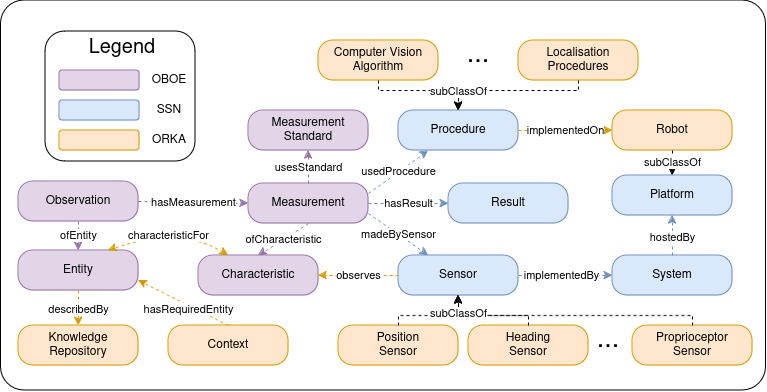 Legend
OBOE
SSN
ORKA
Computer Vision
Algorithm
...
Localisation
Procedures
subClassOf
Measurement
Standard
Procedure
implementedOn
Robot
usesStandard
usedProcedure
subClassOf
Observation
hasMeasurement
Measurement
hasResult
Result
Platform
ofEntity
characteristicFor
ofCharacteristic
madeBySensor
hostedBy
Entity
Characteristic
observes
Sensor
implementedBy
System
describedBy
hasRequiredEntity
subClassOf
Knowledge
Repository
Context
Position
Sensor
Heading
Sensor
...
Proprioceptor
Sensor